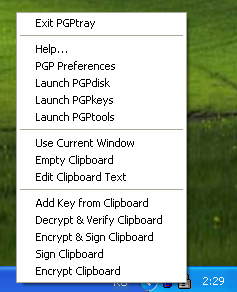 Exit PGPtray
Help...
PGP Preferences
Launch PGPdisk
Launch PGPkeys
Launch PGPtools
Use Current Window
Empty Clipboard
Edit Clipboard Text
Add Key from Clipboard
Decrypt & Verify Clipboard
Encrypt & Sign Clipboard
Sign Clipboard
Encrypt Clipboard
2:29